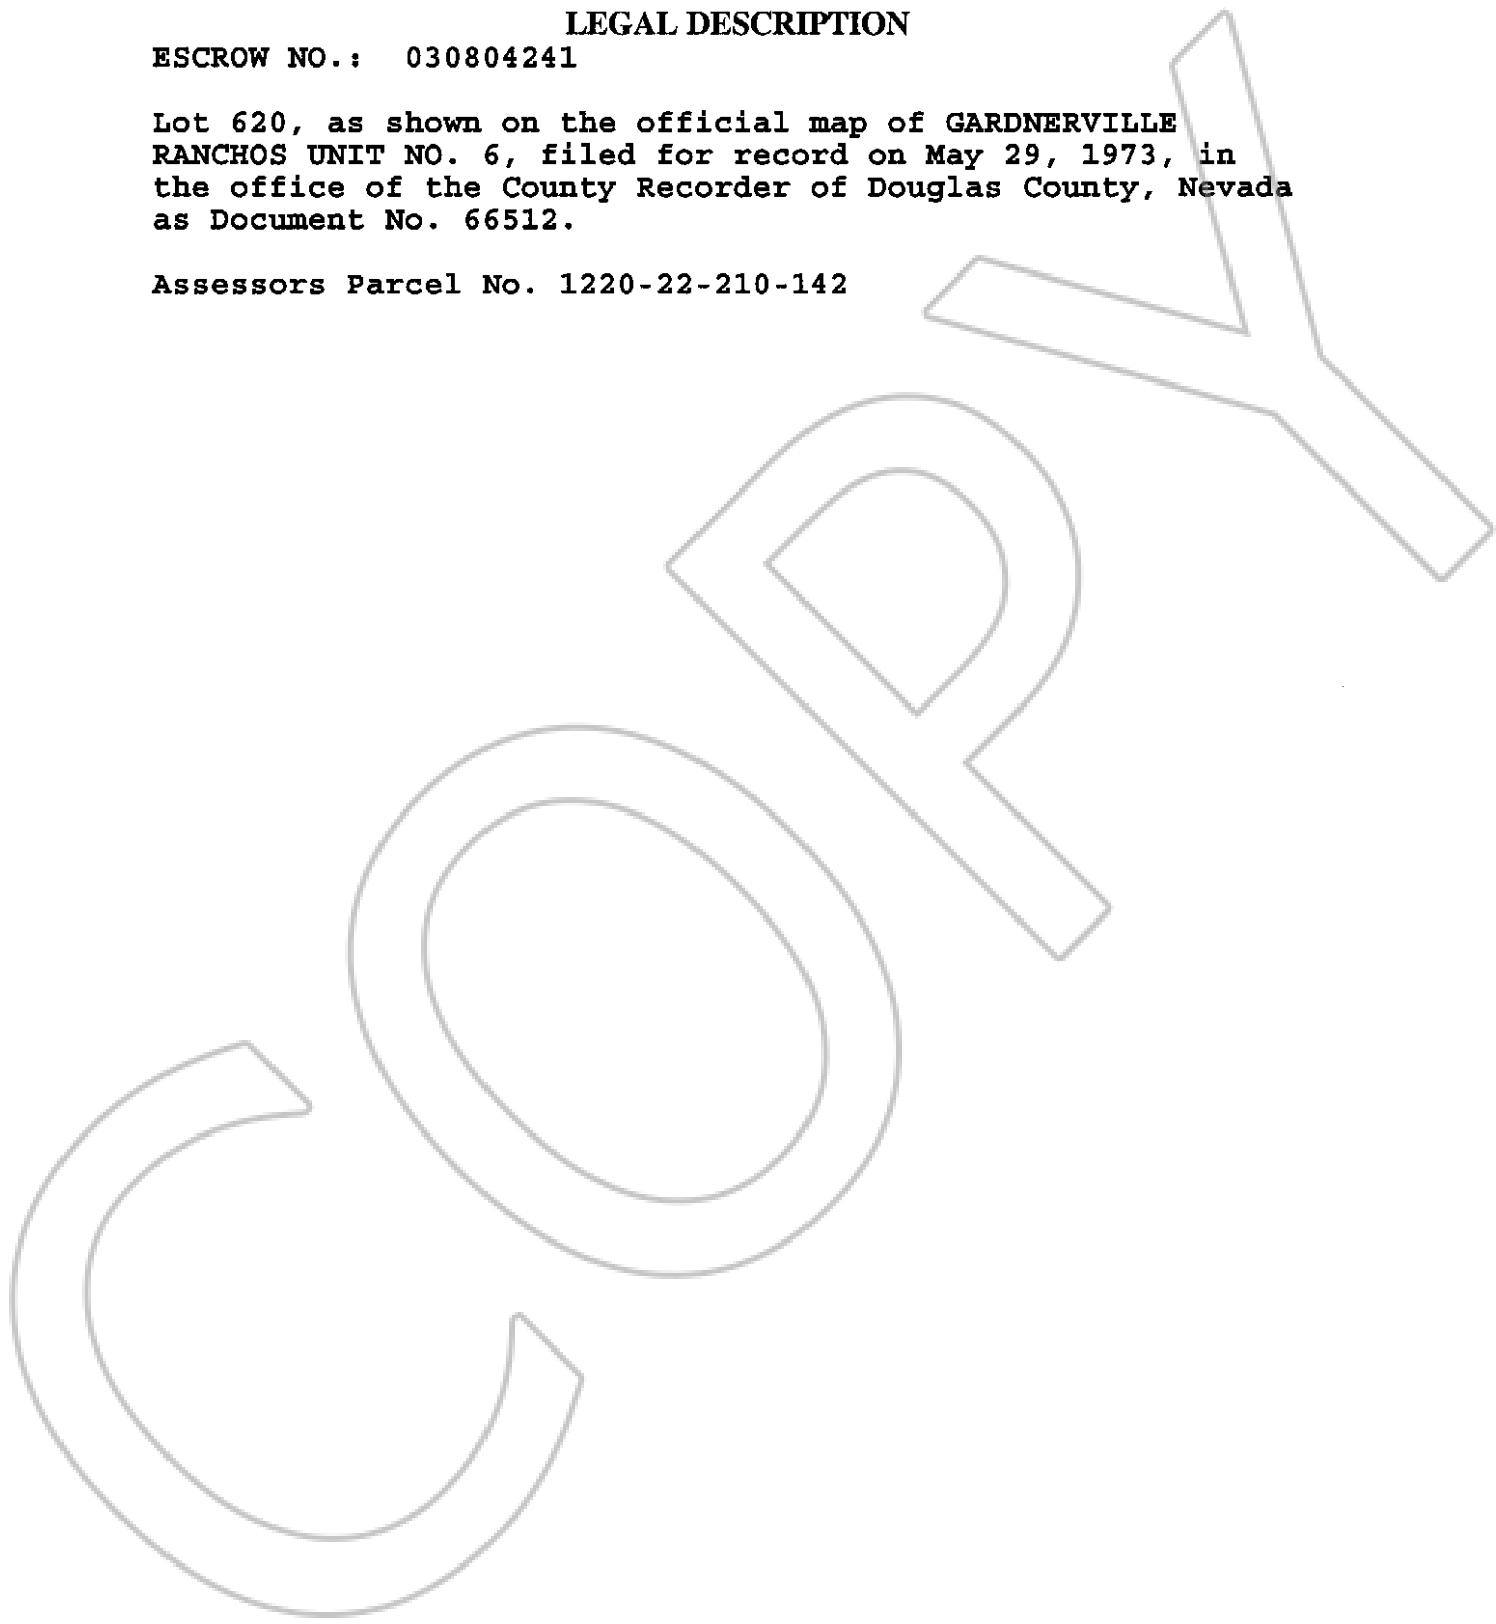 LEGAL DESCRIPTION
ESCROW NO.: 030804241
Lot 620, as shown on the official map of GARDNERVILLE
RANCHOS UNIT NO. 6, filed for record on May 29, 1973, in
the office of the County Recorder of Douglas County, Nevada
as Document No. 66512.
Assessors Parcel No. 1220-22-210-142
COPY